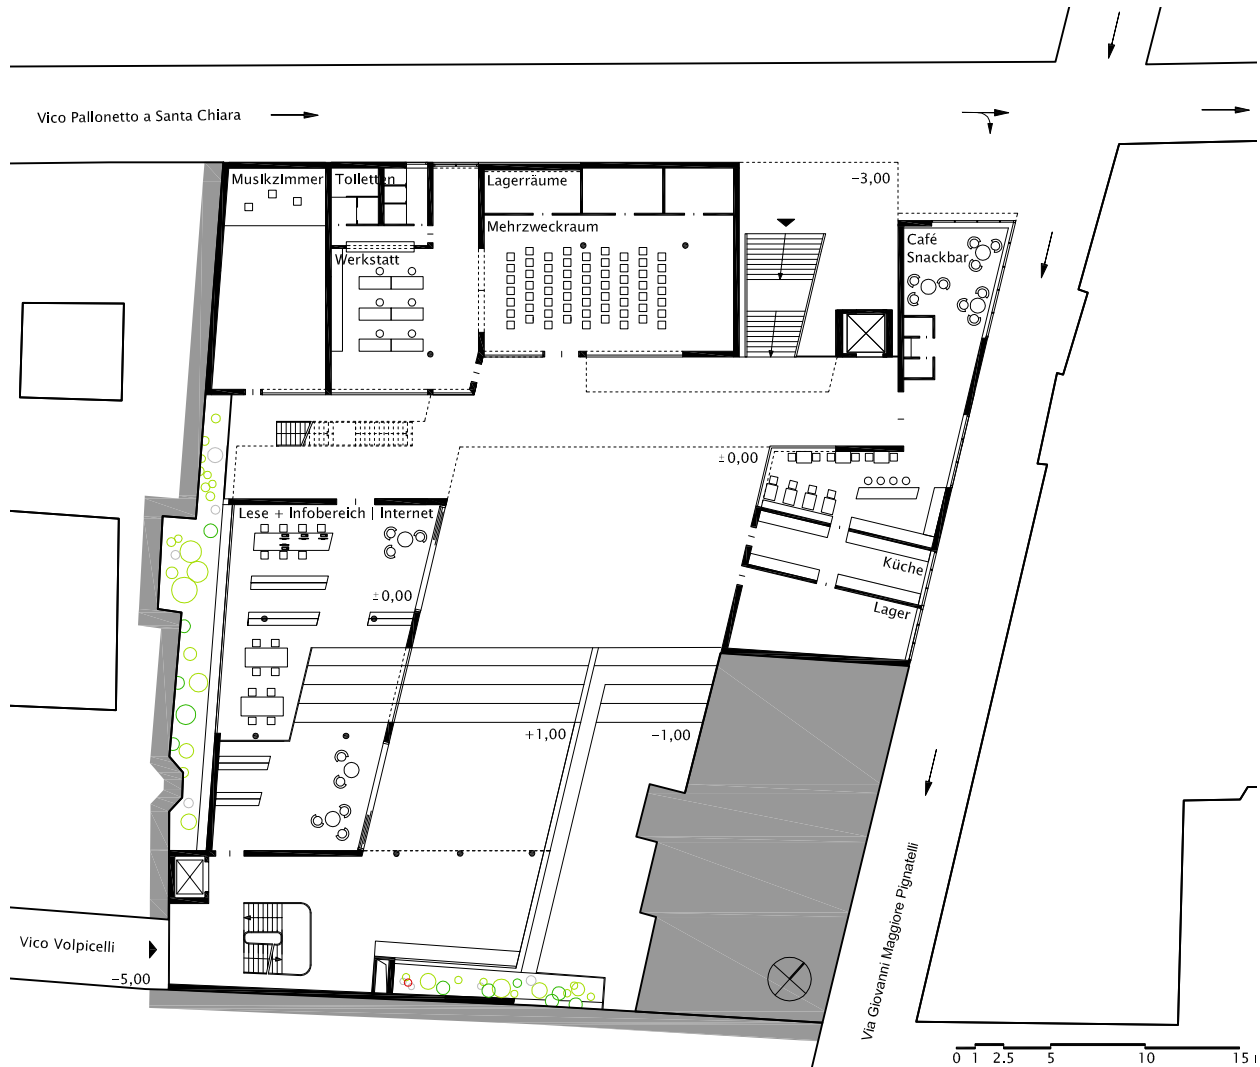 Vico Pallonetto a Santa Chiara
−3,00
Musikzimmer
Toiletten
Lagerräume
Mehrzweckraum
Werkstatt
Café
Snackbar
±0,00
Lese + Infobereich | Internet
Küche
±0,00
Lager
+1,00
−1,00
Via Giovanni Maggiore Pignatelli
Vico Volpicelli
−5,00
0 1 2.5 5 10 15